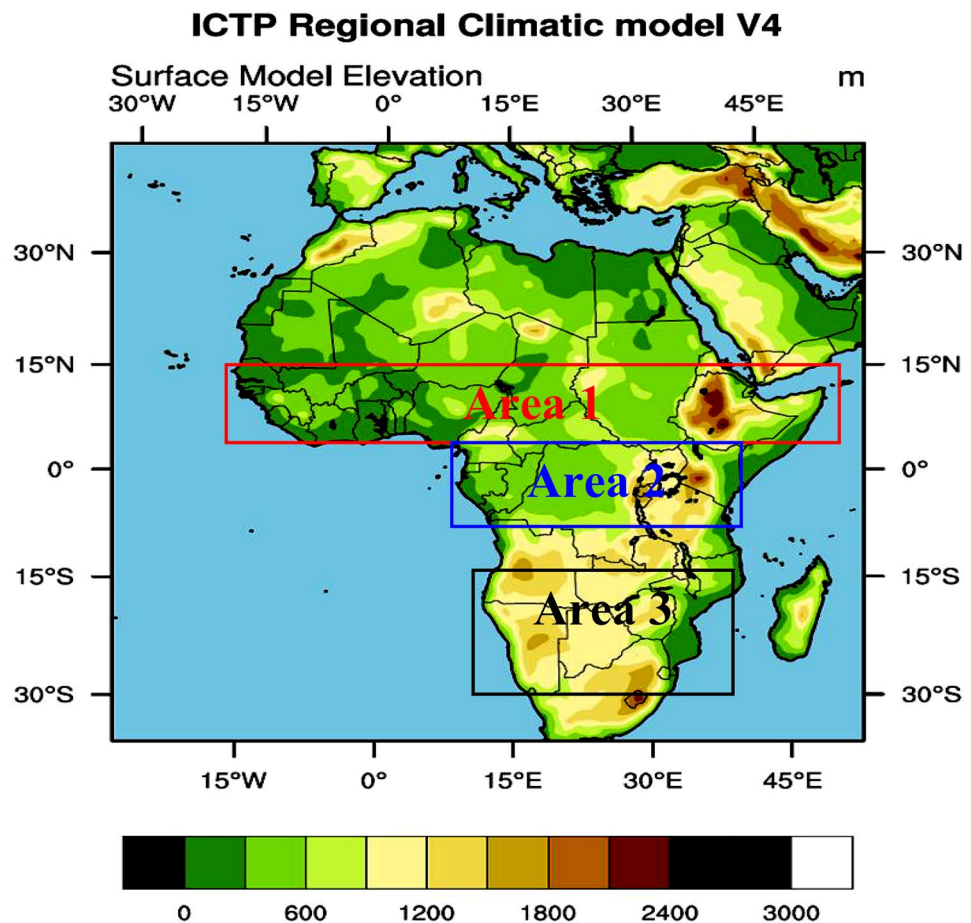 ICTP Regional Climatic model V4
Surface Model Elevation m
30°W 15°W 0° 15°E 30°E 45°E
30°N 30°N
15°N 15°N
Area 1
0° 0°
Area 2
15°S 15°S
Area 3
30°S 30°S
15°W 0° 15°E 30°E 45°E
0 600 1200 1800 2400 3000